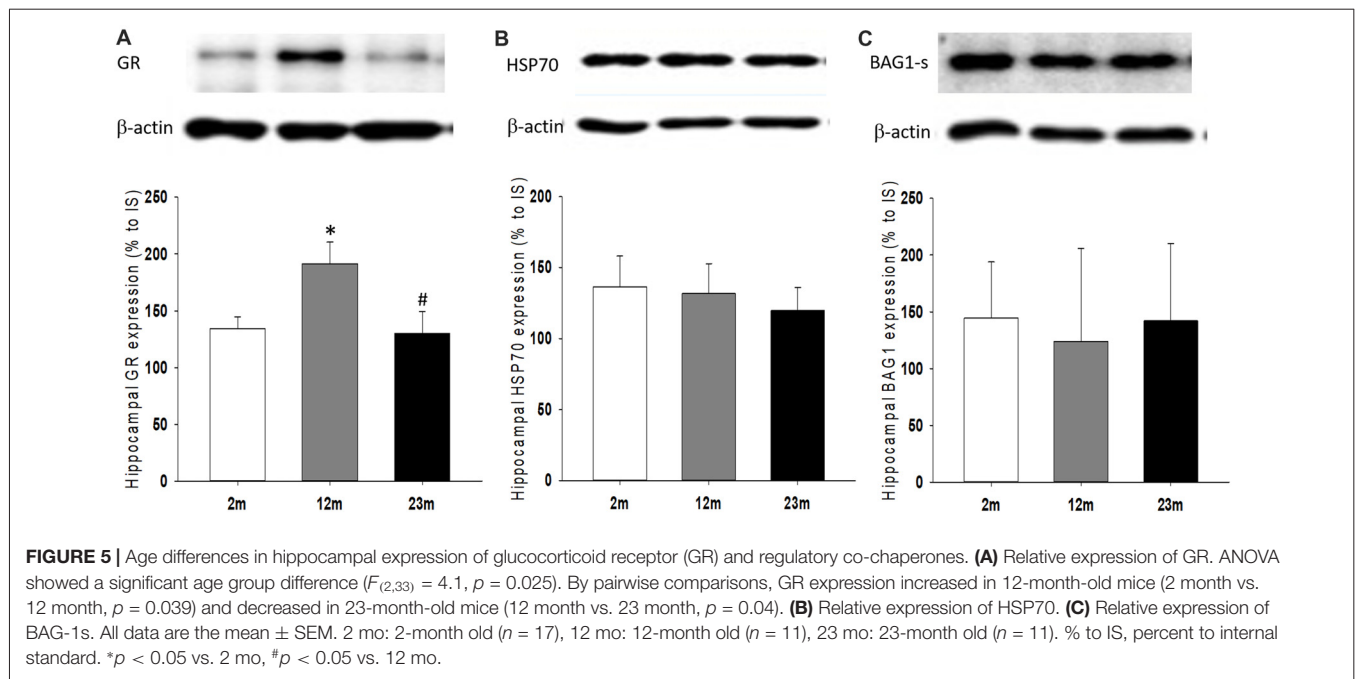 A
GR
β-actin
Hippocampal GR expression (% to IS)
250
200
150
100
50
0
*
#
2m 12m 23m
B
HSP70
β-actin
Hippocampal HSP70 expression (% to IS)
200
150
100
50
0
2m 12m 23m
C
BAG1-s
β-actin
Hippocampal BAG1 expression (% to IS)
250
200
150
100
50
0
2m 12m 23m
FIGURE 5 | Age differences in hippocampal expression of glucocorticoid receptor (GR) and regulatory co-chaperones. (A) Relative expression of GR. ANOVA
showed a significant age group difference (F(2,33) = 4.1, p = 0.025). By pairwise comparisons, GR expression increased in 12-month-old mice (2 month vs.
12 month, p = 0.039) and decreased in 23-month-old mice (12 month vs. 23 month, p = 0.04). (B) Relative expression of HSP70. (C) Relative expression of
BAG-1s. All data are the mean ± SEM. 2 mo: 2-month old (n = 17), 12 mo: 12-month old (n = 11), 23 mo: 23-month old (n = 11). % to IS, percent to internal
standard. *p < 0.05 vs. 2 mo, #p < 0.05 vs. 12 mo.